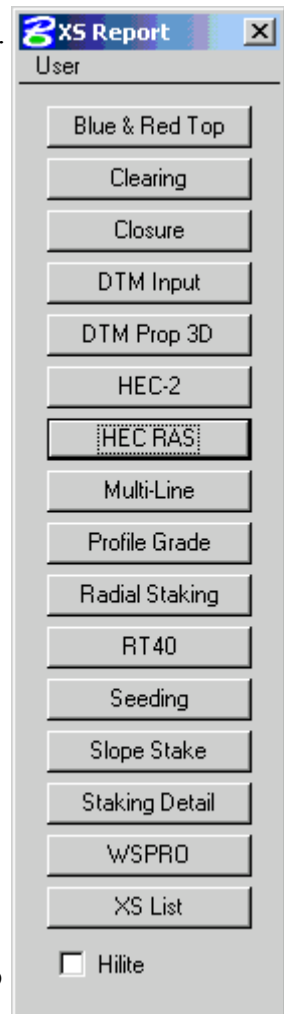 XS Report
User
Blue & Red Top
Clearing
Closure
DTM Input
DTM Prop 3D
HEC-2
HEC RAS
Multi-Line
Profile Grade
Radial Staking
RT40
Seeding
Slope Stake
Staking Detail
WSPRO
XS List
Hilite